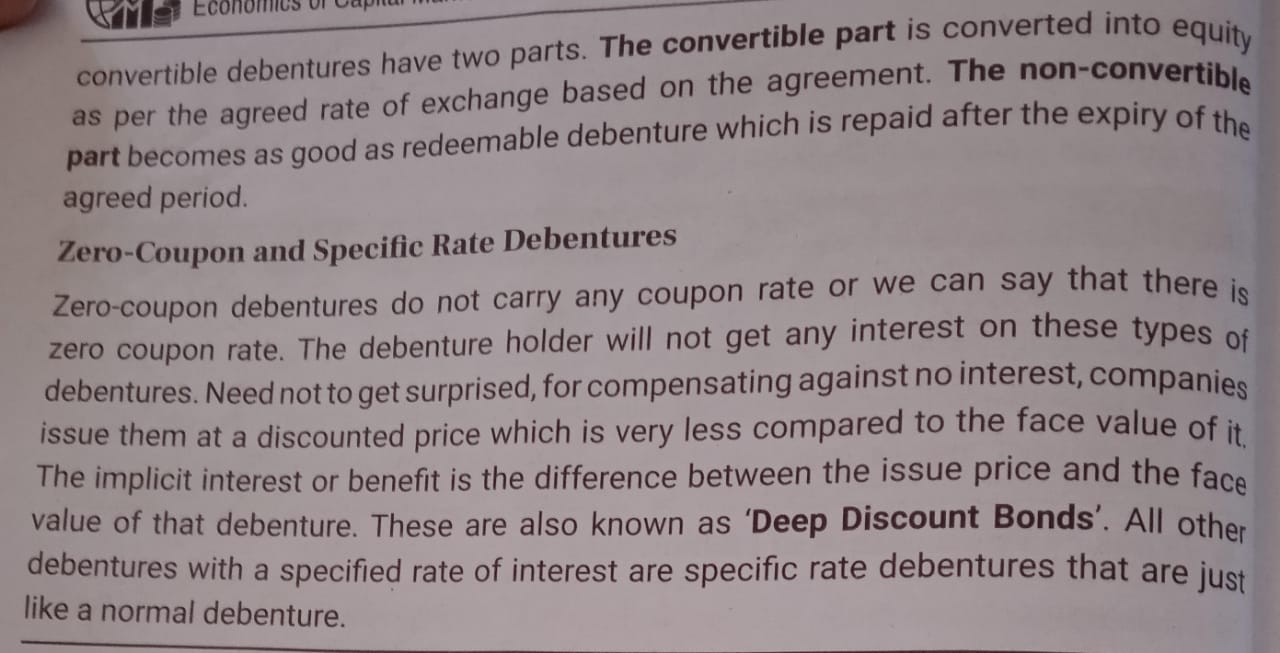 Economics of Capital
convertible debentures have two parts. The convertible part is converted into equity
as per the agreed rate of exchange based on the agreement. The non-convertible
part becomes as good as redeemable debenture which is repaid after the expiry of the
agreed period.
Zero-Coupon and Specific Rate Debentures
Zero-coupon debentures do not carry any coupon rate or we can say that there is
zero coupon rate. The debenture holder will not get any interest on these types of
debentures. Need not to get surprised, for compensating against no interest, companies
issue them at a discounted price which is very less compared to the face value of it.
The implicit interest or benefit is the difference between the issue price and the face
value of that debenture. These are also known as ‘Deep Discount Bonds’. All other
debentures with a specified rate of interest are specific rate debentures that are just
like a normal debenture.